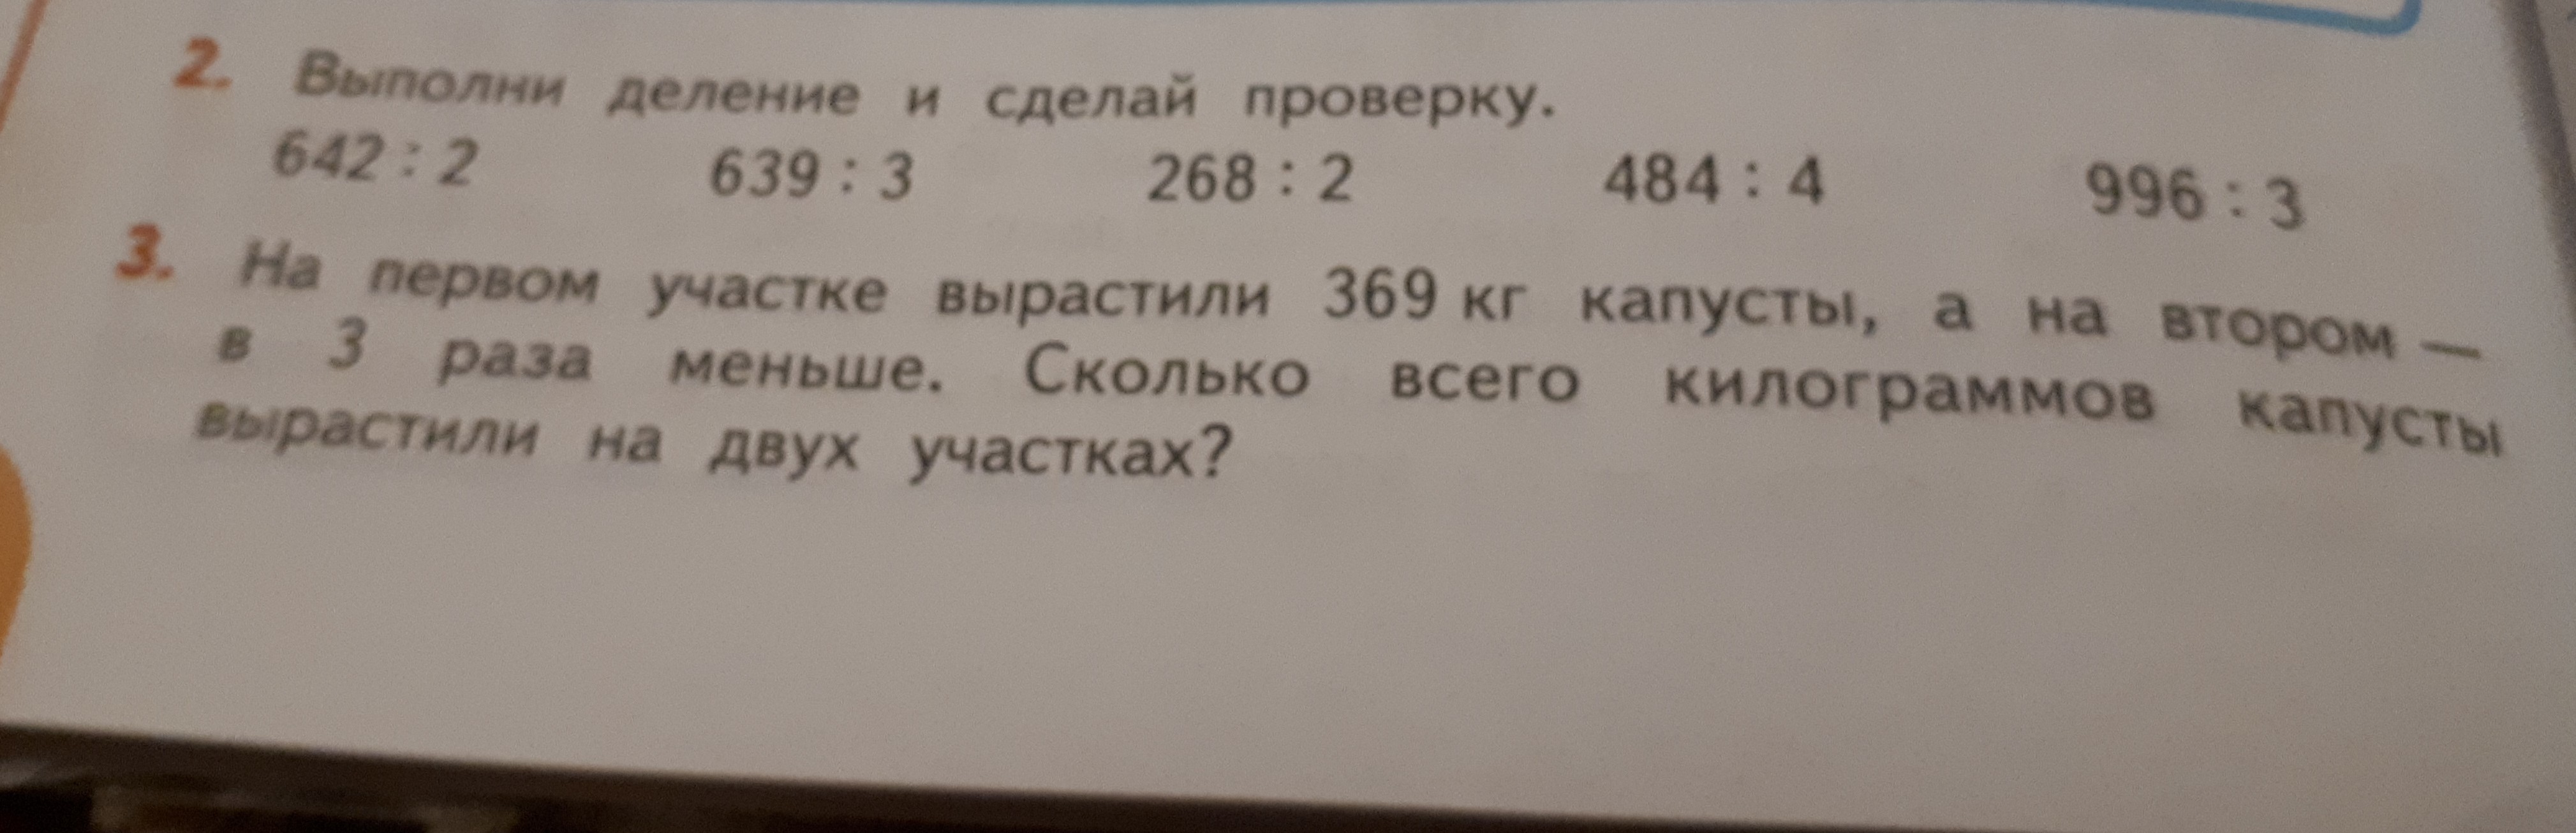 2. Выполни деление и сделай проверку.
642 : 2 639 : 3 268 : 2 484 : 4 996 : 3
3. На первом участке вырастили 369 кг капусты, а на втором —
в 3 раза меньше. Сколько всего килограммов капусты
вырастили на двух участках?